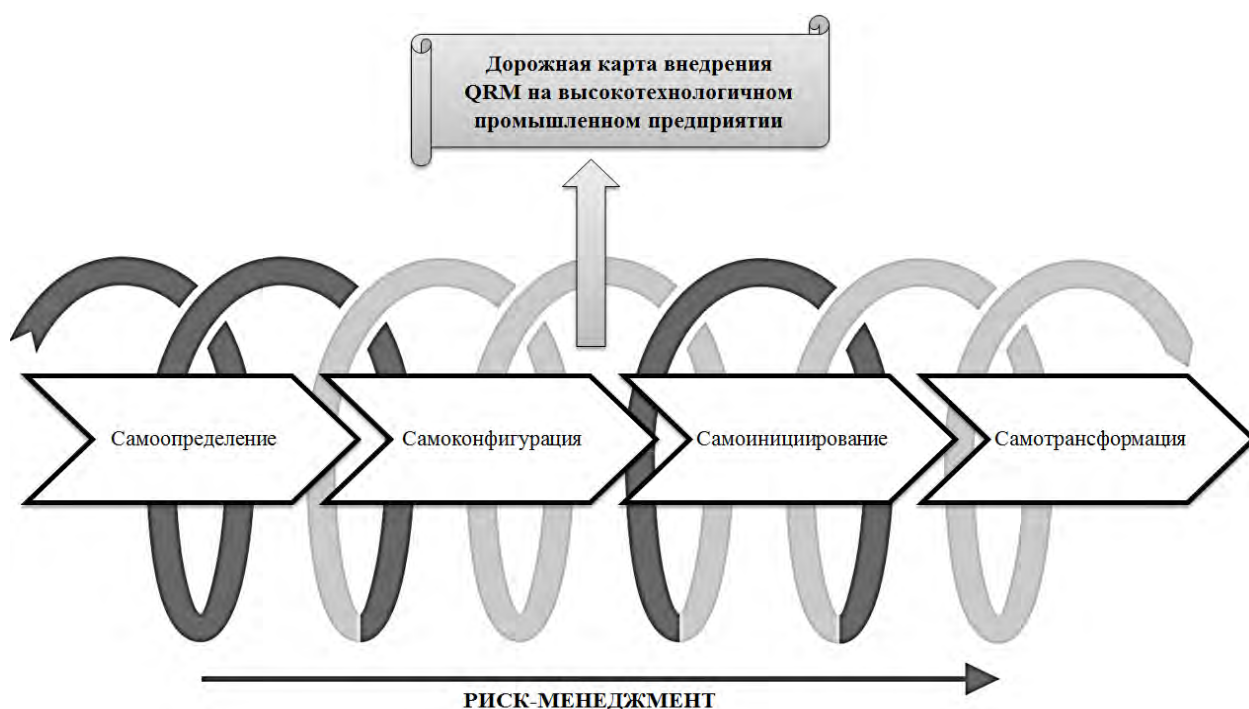 Дорожная карта внедрения
QRM на высокотехнологичном
промышленном предприятии
Самоопределение
Самоконфигурация
Самоинициирование
Самотрансформация
РИСК-МЕНЕДЖМЕНТ